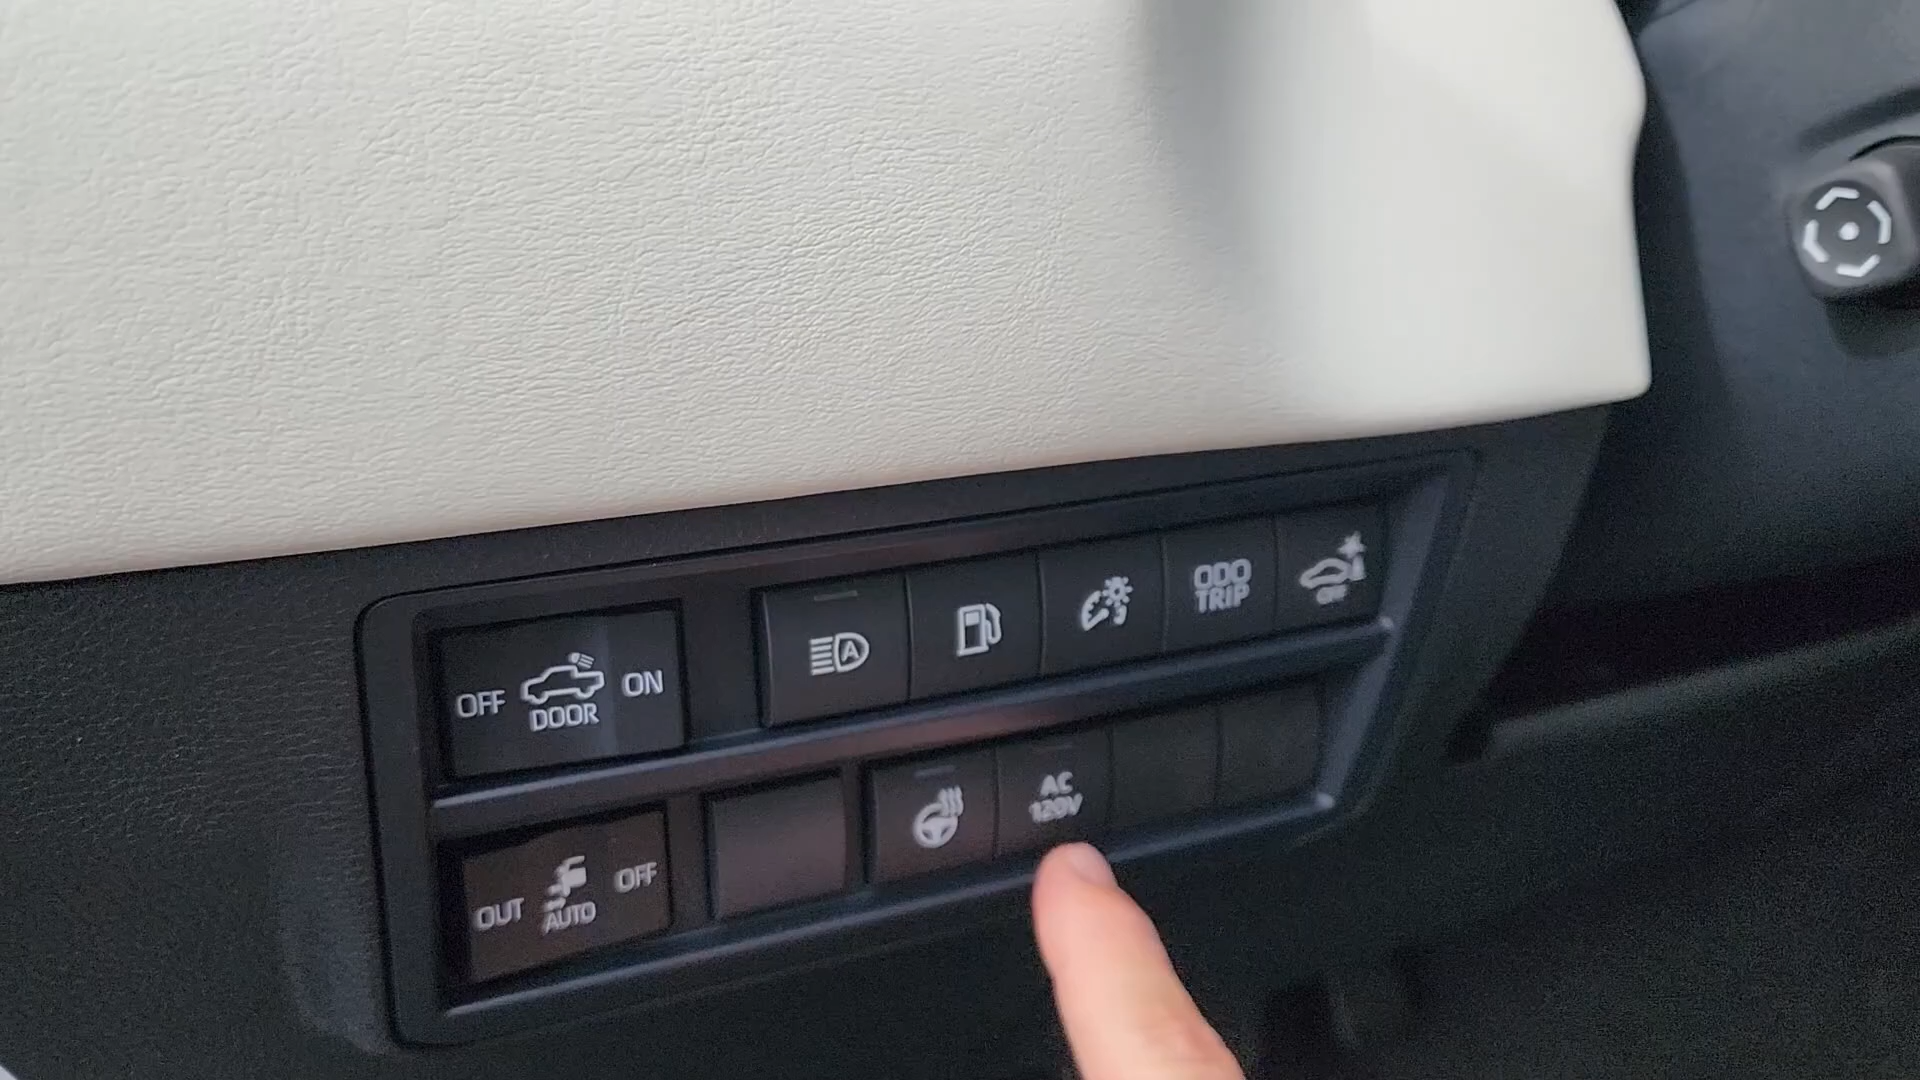 OFF DOOR ON
A
ODO
TRIP
OFF
OUT AUTO OFF
AC
120V